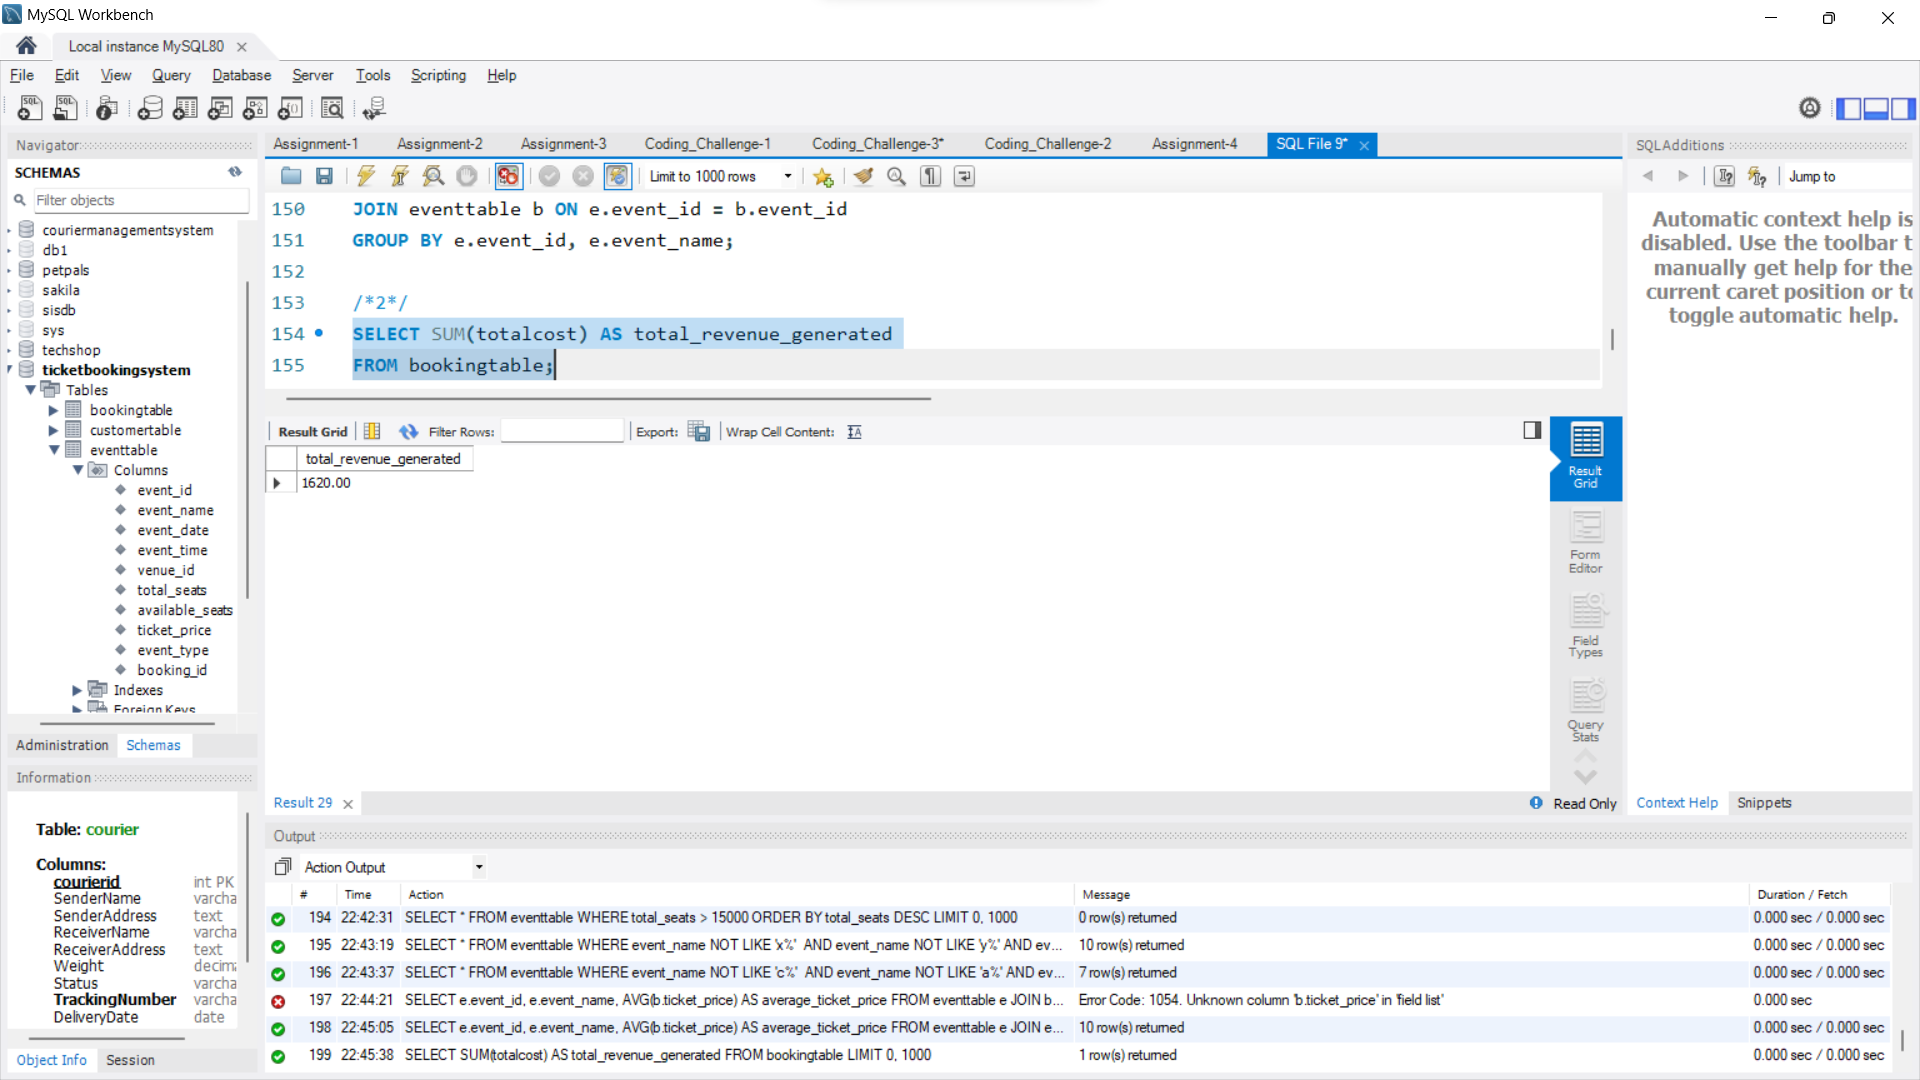 MySQL Workbench
Local instance MySQL80
File Edit View Query Database Server Tools Scripting Help
Navigator
SCHEMAS
Filter objects
couriermanagementsystem
db1
petpals
sakila
sisdb
sys
techshop
ticketbookingsystem
Tables
bookingtable
customertable
eventtable
Columns
event_id
event_name
event_date
event_time
venue_id
total_seats
available_seats
ticket_price
event_type
booking_id
Indexes
Foreign Keys
Administration Schemas
Information
Table: courier
Columns:
courierid int PK
SenderName varcha
SenderAddress text
ReceiverName varcha
ReceiverAddress text
Weight decim
Status varcha
TrackingNumber varcha
DeliveryDate date
Object Info Session
Assignment-1 Assignment-2 Assignment-3 Coding_Challenge-1 Coding_Challenge-3* Coding_Challenge-2 Assignment-4 SQL File 9*
Limit to 1000 rows
150 JOIN eventtable b ON e.event_id = b.event_id
151 GROUP BY e.event_id, e.event_name;
152
153 /*2*/
154 SELECT SUM(totalcost) AS total_revenue_generated
155 FROM bookingtable;
Result Grid Filter Rows: Export: Wrap Cell Content:
total_revenue_generated
1620.00
Result Grid
Form Editor
Field Types
Query Stats
Result 29 Read Only
SQLAdditions
Jump to
Automatic context help is
disabled. Use the toolbar t
manually get help for the
current caret position or to
toggle automatic help.
Context Help Snippets
Output
Action Output
# Time Action Message Duration / Fetch
194 22:42:31 SELECT * FROM eventtable WHERE total_seats > 15000 ORDER BY total_seats DESC LIMIT 0, 1000 0 row(s) returned 0.000 sec / 0.000 sec
195 22:43:19 SELECT * FROM eventtable WHERE event_name NOT LIKE 'x%' AND event_name NOT LIKE 'y%' AND ev... 10 row(s) returned 0.000 sec / 0.000 sec
196 22:43:37 SELECT * FROM eventtable WHERE event_name NOT LIKE 'c%' AND event_name NOT LIKE 'a%' AND ev... 7 row(s) returned 0.000 sec / 0.000 sec
197 22:44:21 SELECT e.event_id, e.event_name, AVG(b.ticket_price) AS average_ticket_price FROM eventtable e JOIN b... Error Code: 1054. Unknown column 'b.ticket_price' in 'field list' 0.000 sec
198 22:45:05 SELECT e.event_id, e.event_name, AVG(b.ticket_price) AS average_ticket_price FROM eventtable e JOIN e... 10 row(s) returned 0.000 sec / 0.000 sec
199 22:45:38 SELECT SUM(totalcost) AS total_revenue_generated FROM bookingtable LIMIT 0, 1000 1 row(s) returned 0.000 sec / 0.000 sec